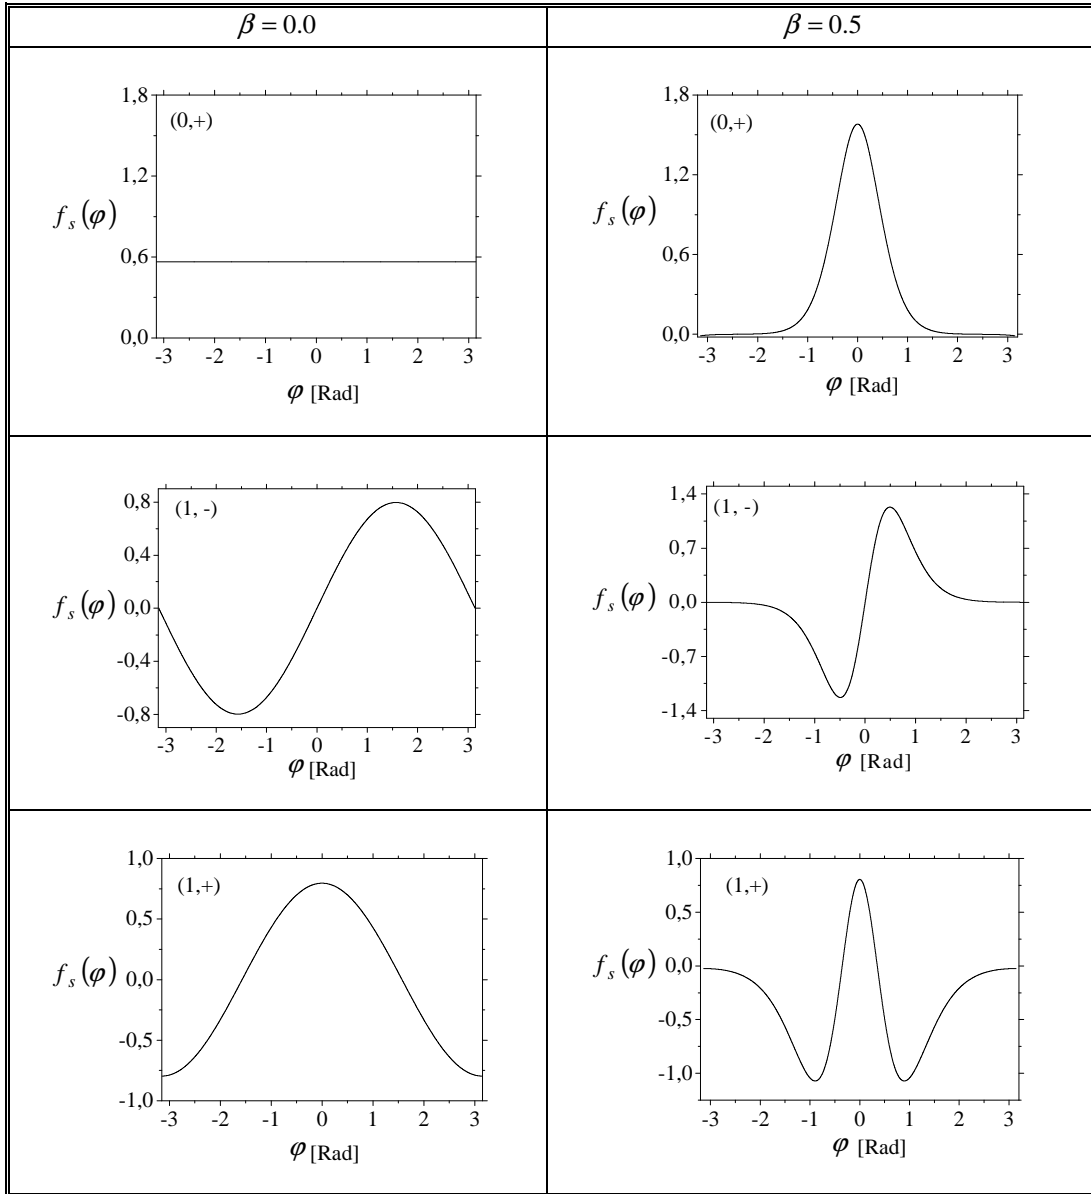 β = 0.0
β = 0.5
(0,+)
1,8
1,2
f_s(φ)
0,6
0,0
-3 -2 -1 0 1 2 3
φ [Rad]
(0,+)
1,8
1,2
f_s(φ)
0,6
0,0
-3 -2 -1 0 1 2 3
φ [Rad]
(1, -)
0,8
0,4
f_s(φ) 0,0
-0,4
-0,8
-3 -2 -1 0 1 2 3
φ [Rad]
(1, -)
1,4
0,7
f_s(φ) 0,0
-0,7
-1,4
-3 -2 -1 0 1 2 3
φ [Rad]
(1,+)
1,0
0,5
f_s(φ) 0,0
-0,5
-1,0
-3 -2 -1 0 1 2 3
φ [Rad]
(1,+)
1,0
0,5
f_s(φ) 0,0
-0,5
-1,0
-3 -2 -1 0 1 2 3
φ [Rad]